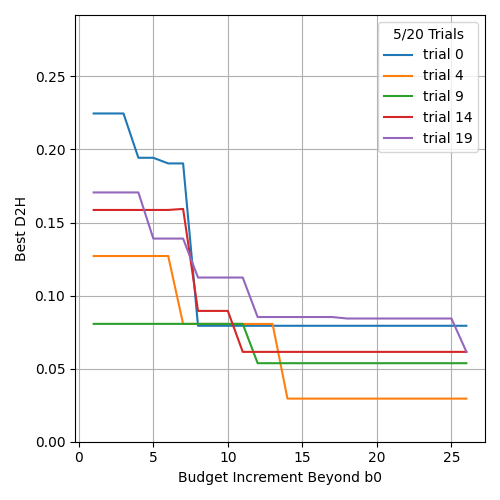 5/20 Trials
trial 0
trial 4
trial 9
trial 14
trial 19
0.25
0.20
0.15
0.10
0.05
0.00
Best D2H
0 5 10 15 20 25
Budget Increment Beyond b0